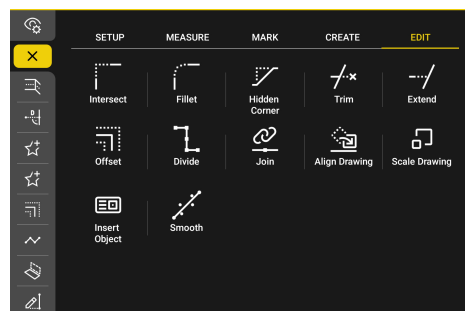 SETUP MEASURE MARK CREATE EDIT
Intersect Fillet Hidden Corner Trim Extend
Offset Divide Join Align Drawing Scale Drawing
Insert Object Smooth